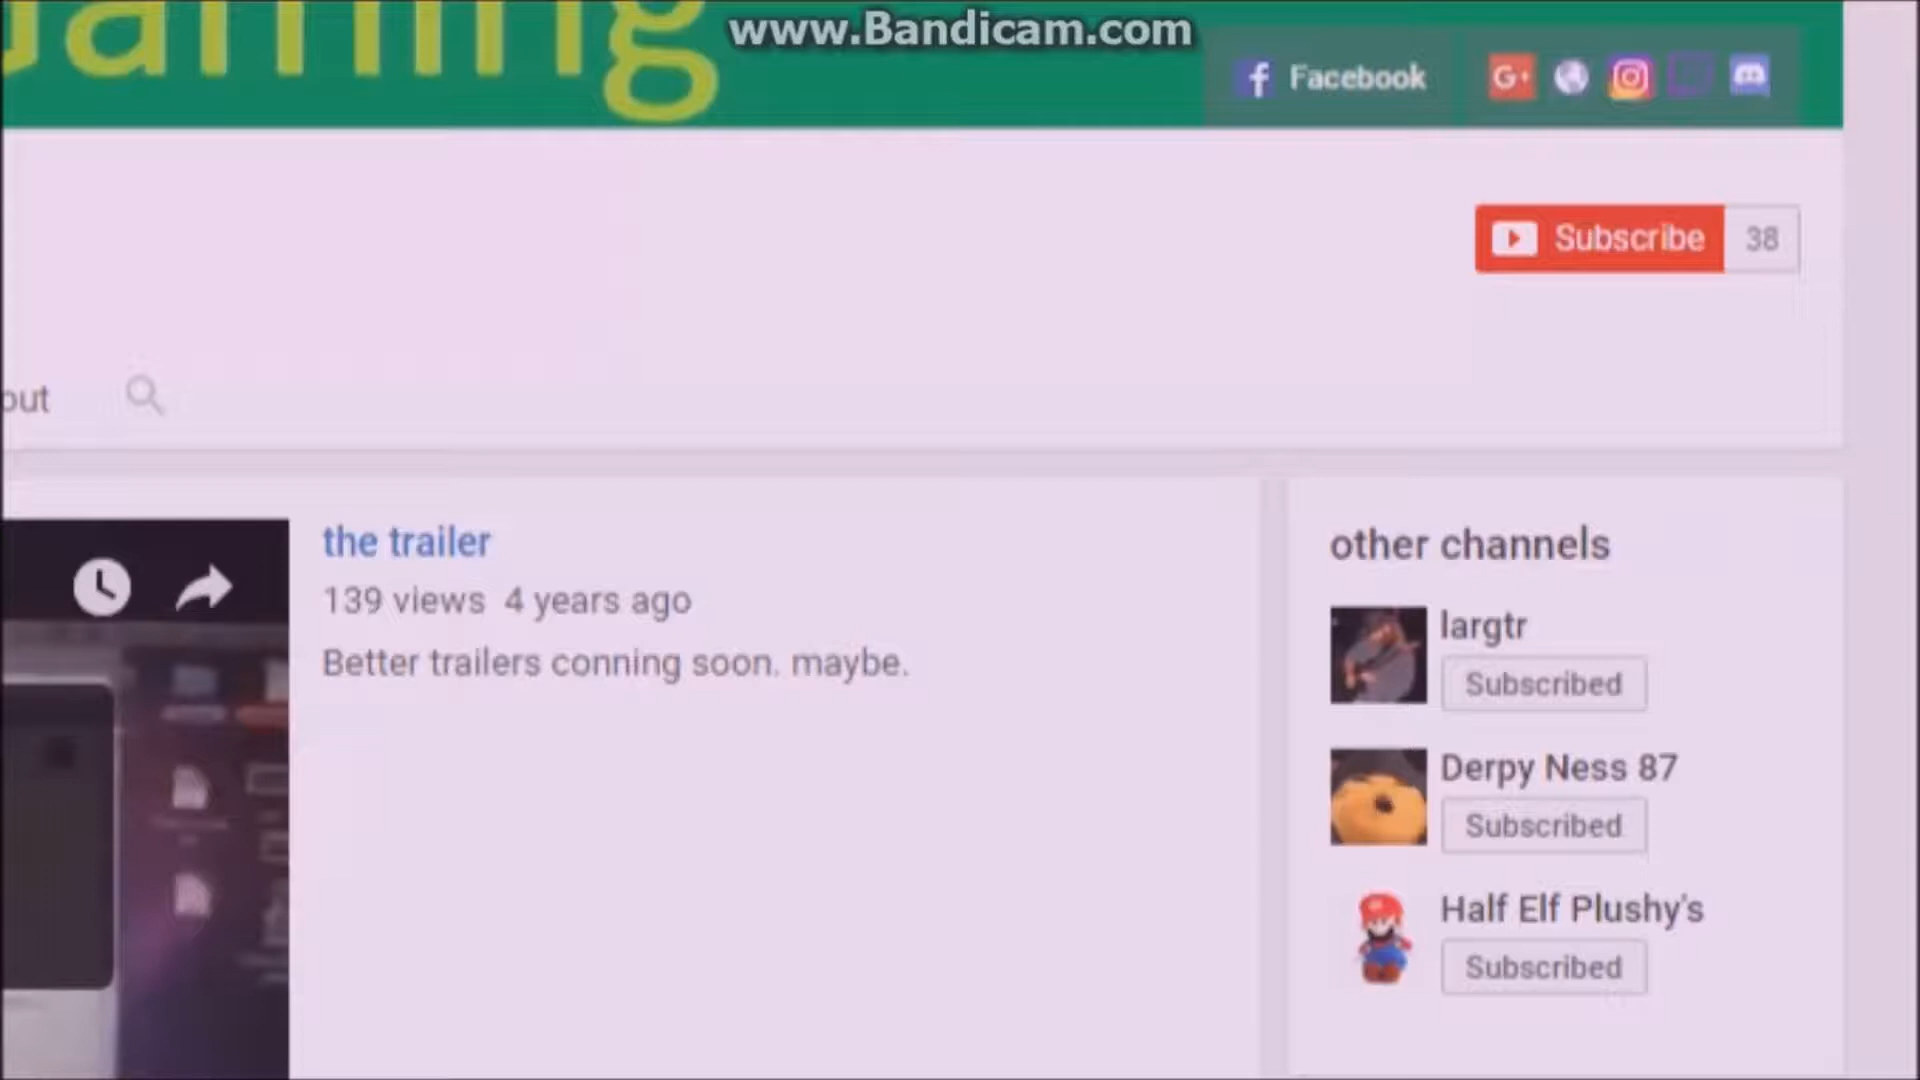 www.Bandicam.com
Gaming
Facebook
G+
Subscribe 38
out
the trailer
139 views 4 years ago
Better trailers conning soon. maybe.
other channels
largtr
Subscribed
Derpy Ness 87
Subscribed
Half Elf Plushy's
Subscribed